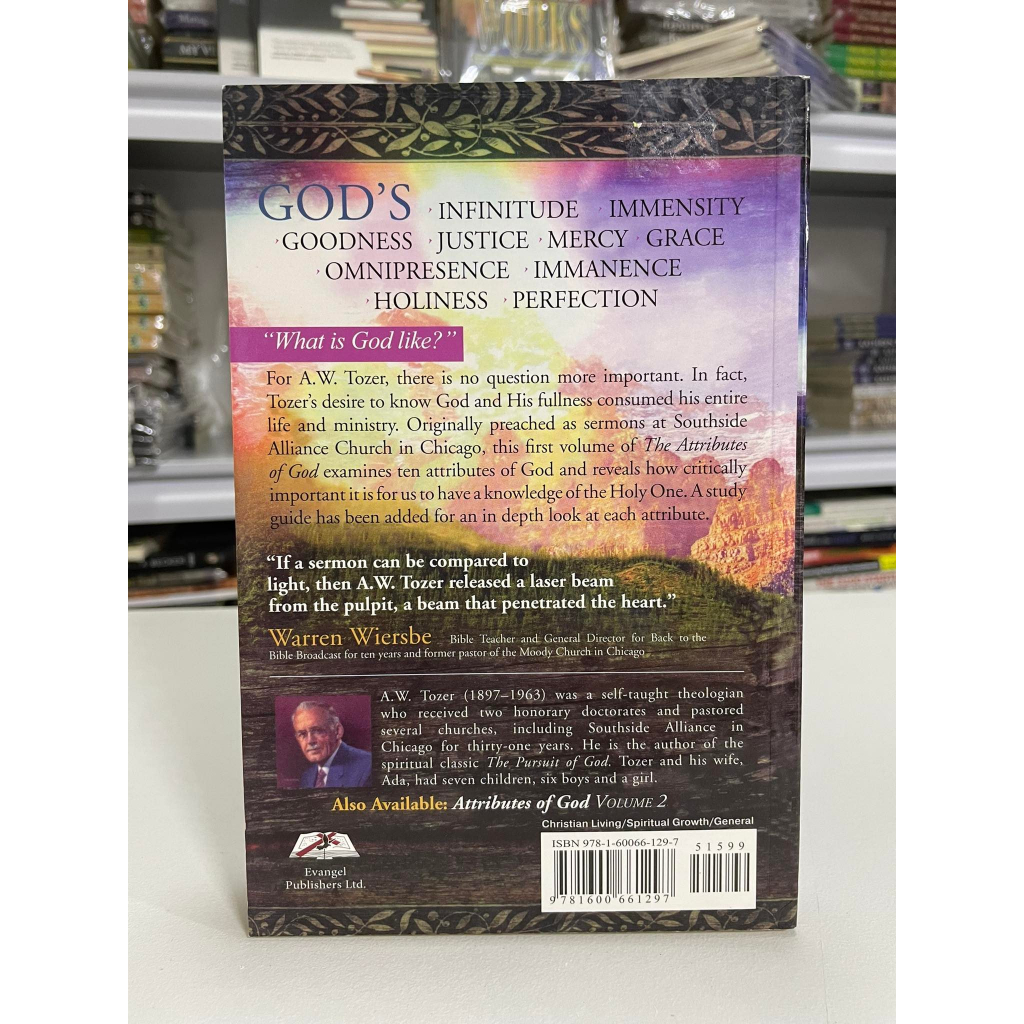 WORKS
GOD'S › INFINITUDE › IMMENSITY
› GOODNESS › JUSTICE › MERCY › GRACE
› OMNIPRESENCE › IMMANENCE
› HOLINESS › PERFECTION
“What is God like?”
For A.W. Tozer, there is no question more important. In fact,
Tozer’s desire to know God and His fullness consumed his entire
life and ministry. Originally preached as sermons at Southside
Alliance Church in Chicago, this first volume of The Attributes
of God examines ten attributes of God and reveals how critically
important it is for us to have a knowledge of the Holy One. A study
guide has been added for an in depth look at each attribute.
“If a sermon can be compared to
light, then A.W. Tozer released a laser beam
from the pulpit, a beam that penetrated the heart.”
Warren Wiersbe Bible Teacher and General Director for Back to the
Bible Broadcast for ten years and former pastor of the Moody Church in Chicago
A.W. Tozer (1897–1963) was a self-taught theologian
who received two honorary doctorates and pastored
several churches, including Southside Alliance in
Chicago for thirty-one years. He is the author of the
spiritual classic The Pursuit of God. Tozer and his wife,
Ada, had seven children, six boys and a girl.
Also Available: Attributes of God VOLUME 2
Christian Living/Spiritual Growth/General
ISBN 978-1-60066-129-7
51599
9781600661297
Evangel
Publishers Ltd.